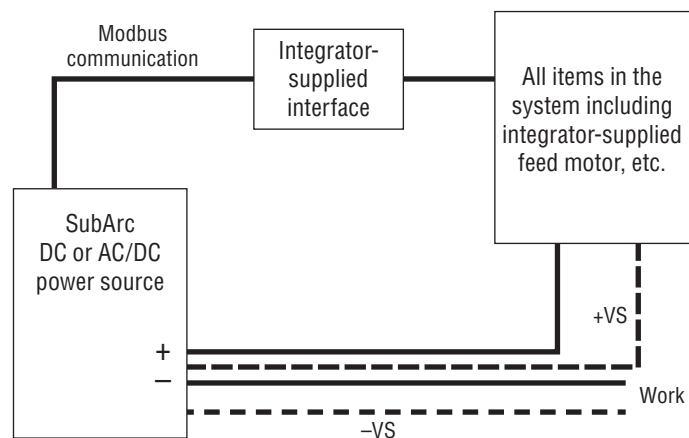 Modbus
communication
Integrator-
supplied
interface
All items in the
system including
integrator-supplied
feed motor, etc.
SubArc
DC or AC/DC
power source
+
–
+VS
Work
–VS